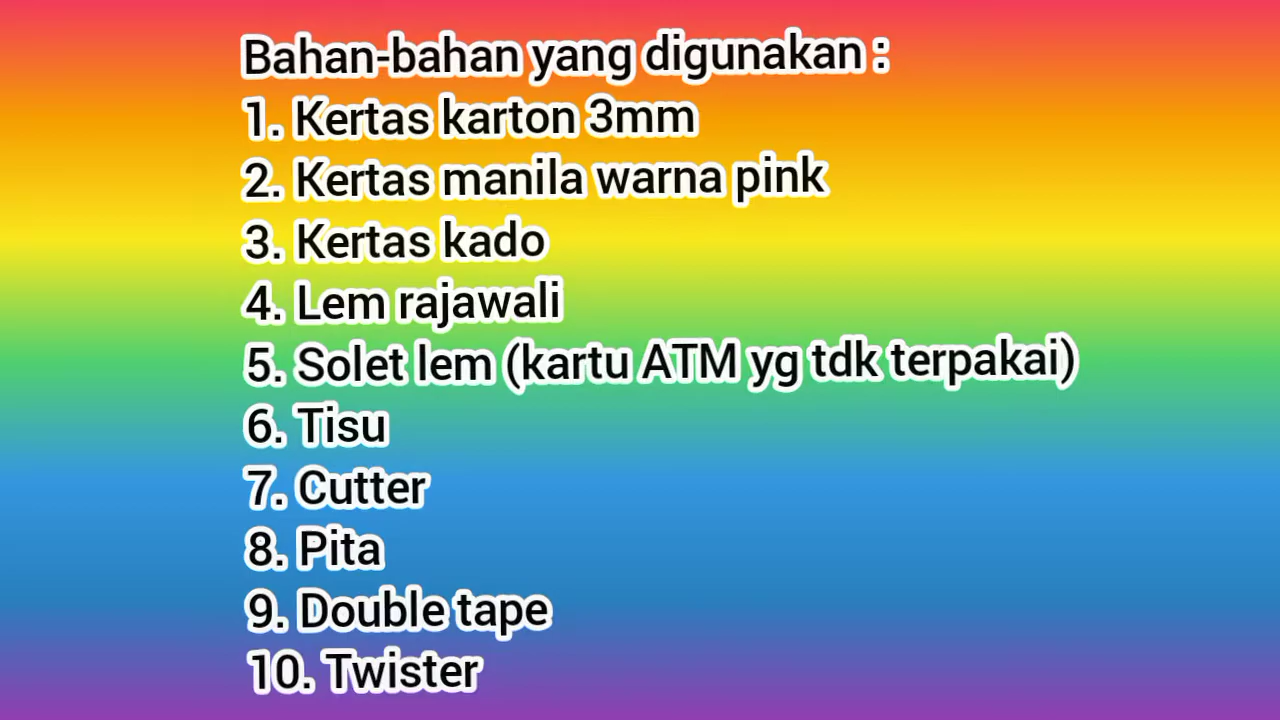 Bahan-bahan yang digunakan :
1. Kertas karton 3mm
2. Kertas manila warna pink
3. Kertas kado
4. Lem rajawali
5. Solet lem (kartu ATM yg tdk terpakai)
6. Tisu
7. Cutter
8. Pita
9. Double tape
10. Twister